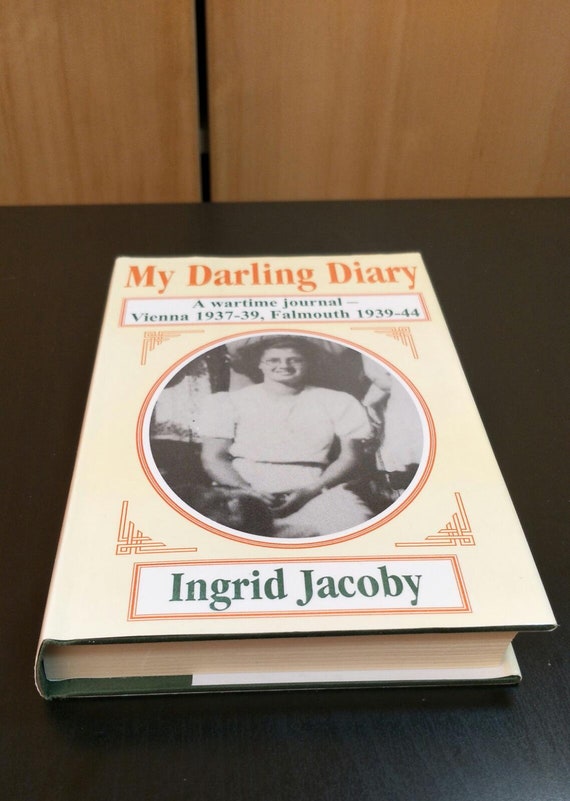 My Darling Diary
A wartime journal –
Vienna 1937-39, Falmouth 1939-44
Ingrid Jacoby